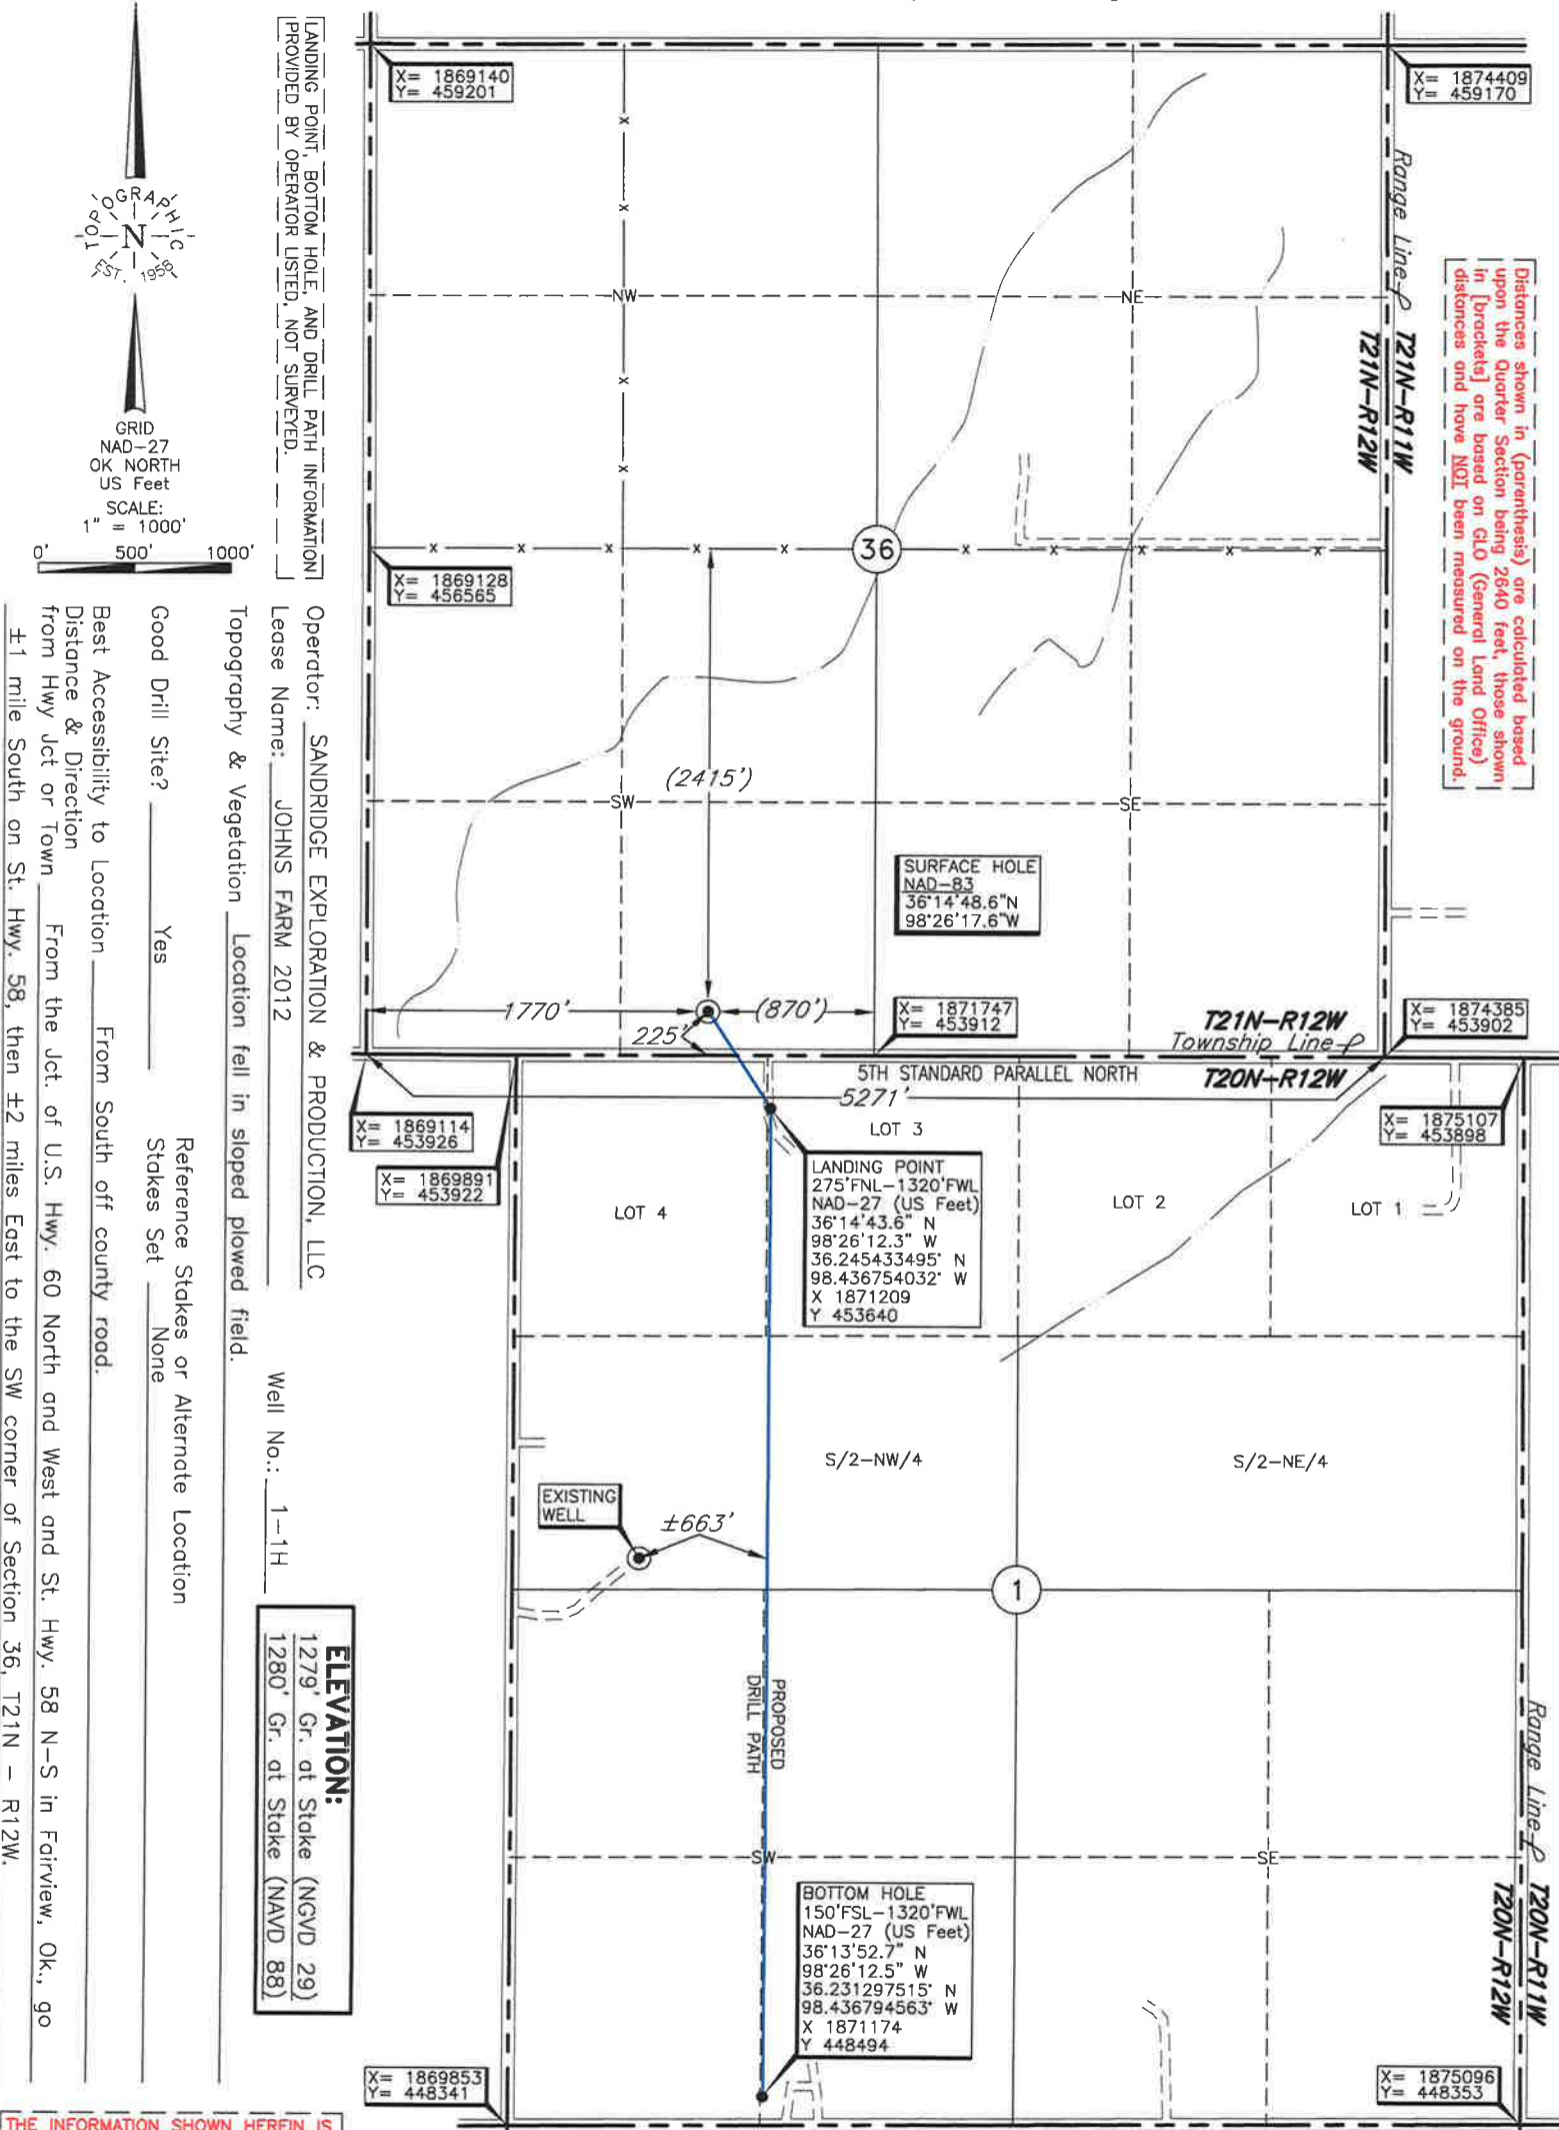 X= 1869140
Y= 459201
X= 1874409
Y= 459170
Range Line
T21N-R11W
T21N-R12W
Distances shown in (parenthesis) are calculated based
upon the Quarter Section being 2640 feet, those shown
in [brackets] are based on GLO (General Land Office)
distances and have NOT been measured on the ground.
LANDING POINT, BOTTOM HOLE, AND DRILL PATH INFORMATION
PROVIDED BY OPERATOR LISTED, NOT SURVEYED.
TOPOGRAPHIC
N
EST. 1958
GRID
NAD-27
OK NORTH
US Feet
SCALE:
1" = 1000'
0' 500' 1000'
NW
NE
36
X= 1869128
Y= 456565
(2415')
SW
SE
SURFACE HOLE
NAD-83
36°14'48.6"N
98°26'17.6"W
1770'
(870')
225'
X= 1871747
Y= 453912
T21N-R12W
Township Line
X= 1874385
Y= 453902
5TH STANDARD PARALLEL NORTH
T20N-R12W
5271'
X= 1869114
Y= 453926
X= 1869891
Y= 453922
X= 1875107
Y= 453898
LOT 3
LOT 4
LOT 2
LOT 1
LANDING POINT
275'FNL-1320'FWL
NAD-27 (US Feet)
36°14'43.6" N
98°26'12.3" W
36.245433495° N
98.436754032° W
X 1871209
Y 453640
S/2-NW/4
S/2-NE/4
EXISTING
WELL
±663'
1
PROPOSED
DRILL PATH
Range Line
T20N-R11W
T20N-R12W
SW
SE
BOTTOM HOLE
150'FSL-1320'FWL
NAD-27 (US Feet)
36°13'52.7" N
98°26'12.5" W
36.231297515° N
98.436794563° W
X 1871174
Y 448494
X= 1869853
Y= 448341
X= 1875096
Y= 448353
Operator: SANDRIDGE EXPLORATION & PRODUCTION, LLC
Lease Name: JOHNS FARM 2012 Well No.: 1-1H
ELEVATION:
1279' Gr. at Stake (NGVD 29)
1280' Gr. at Stake (NAVD 88)
Topography & Vegetation Location fell in sloped plowed field.
Good Drill Site? Yes
Reference Stakes or Alternate Location
Stakes Set None
Best Accessibility to Location From South off county road.
Distance & Direction
from Hwy Jct or Town From the Jct. of U.S. Hwy. 60 North and West and St. Hwy. 58 N-S in Fairview, Ok., go
±1 mile South on St. Hwy. 58, then ±2 miles East to the SW corner of Section 36, T21N - R12W.
THE INFORMATION SHOWN HEREIN IS